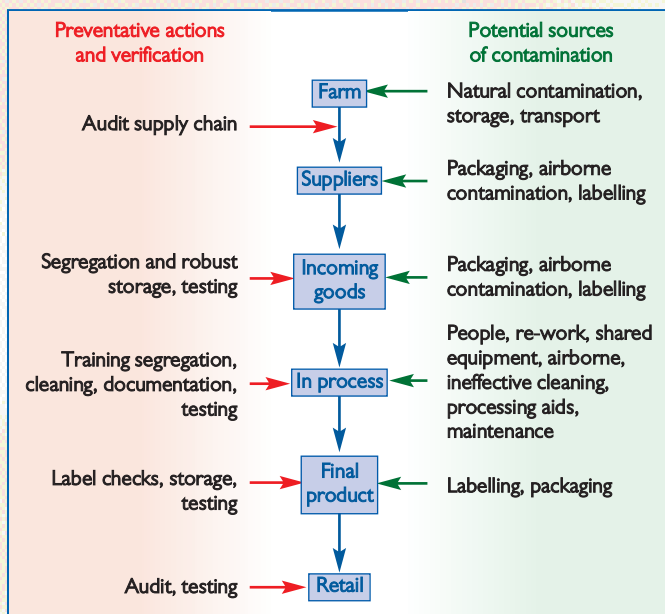 Preventative actions
and verification
Potential sources
of contamination
Farm
Natural contamination,
storage, transport
Audit supply chain
Suppliers
Packaging, airborne
contamination, labelling
Segregation and robust
storage, testing
Incoming
goods
Packaging, airborne
contamination, labelling
Training segregation,
cleaning, documentation,
testing
In process
People, re-work, shared
equipment, airborne,
ineffective cleaning,
processing aids,
maintenance
Label checks, storage,
testing
Final
product
Labelling, packaging
Audit, testing
Retail